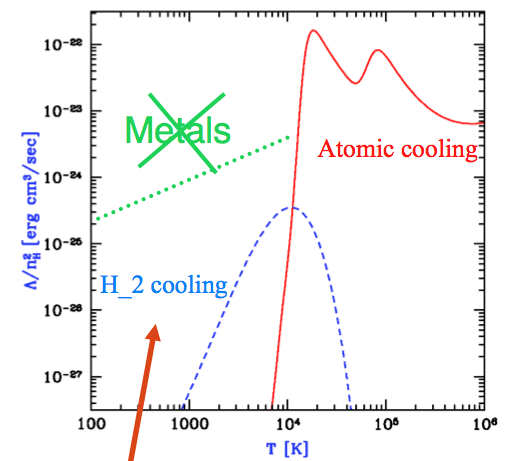 10⁻²²
10⁻²³
10⁻²⁴
10⁻²⁵
10⁻²⁶
10⁻²⁷
Λ/n²H [erg cm³/sec]
Metals
Atomic cooling
H_2 cooling
100 1000 10⁴ 10⁵ 10⁶
T [K]